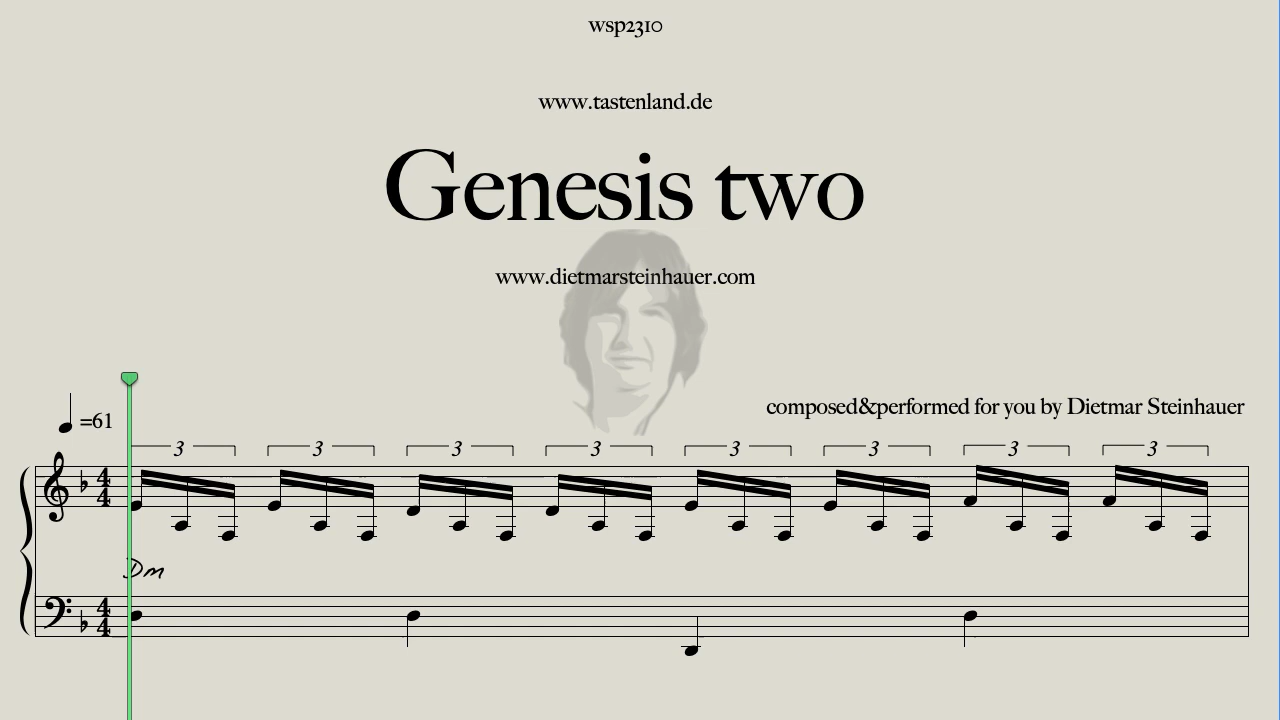 wsp2310
www.tastenland.de
Genesis two
www.dietmarsteinhauer.com
composed&performed for you by Dietmar Steinhauer
=61
3 3 3 3 3 3 3 3
4 4
Dm
4 4